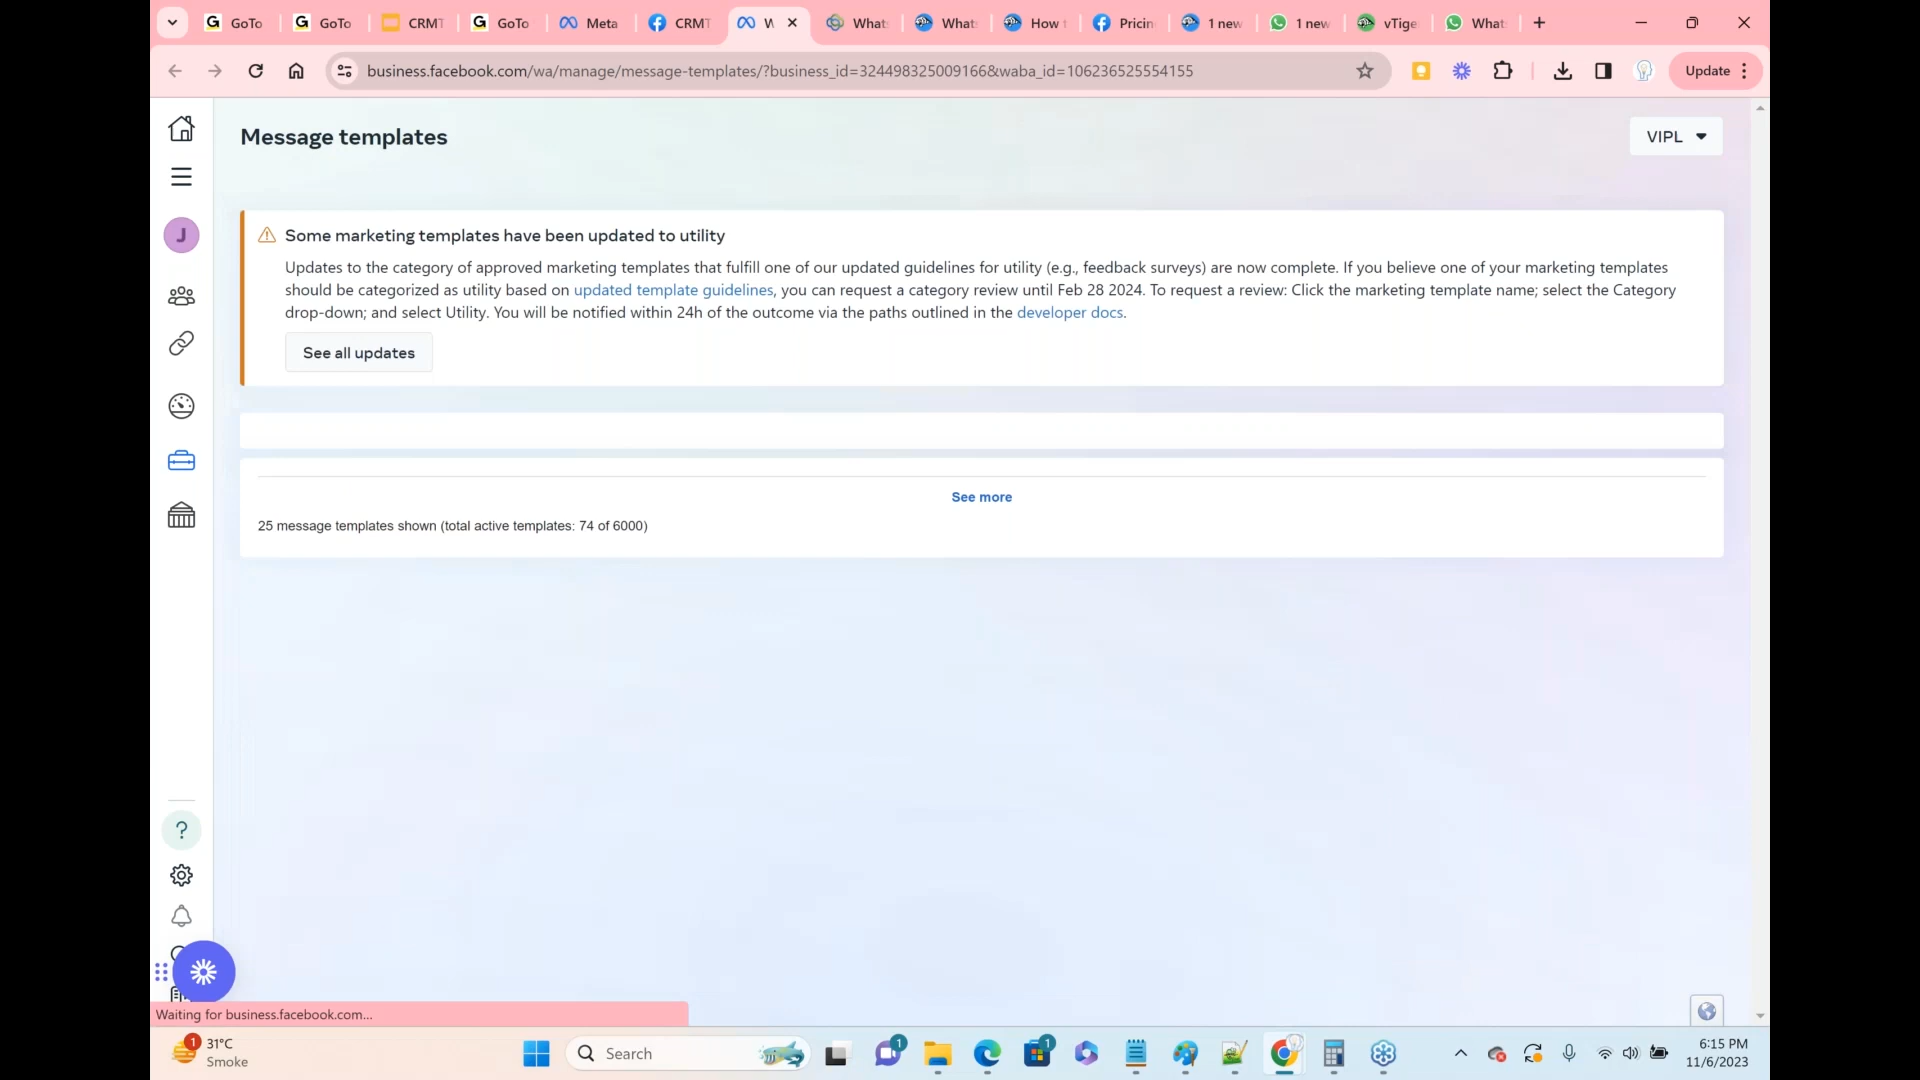 GoTo
GoTo
CRMT
GoTo
Meta
CRMT
What
What
How
Pricin
1 new
1 new
vTige
What
business.facebook.com/wa/manage/message-templates/?business_id=324498325009166&waba_id=106236525554155
Update
Message templates
VIPL
J
Some marketing templates have been updated to utility
Updates to the category of approved marketing templates that fulfill one of our updated guidelines for utility (e.g., feedback surveys) are now complete. If you believe one of your marketing templates
should be categorized as utility based on updated template guidelines, you can request a category review until Feb 28 2024. To request a review: Click the marketing template name; select the Category
drop-down; and select Utility. You will be notified within 24h of the outcome via the paths outlined in the developer docs.
See all updates
See more
25 message templates shown (total active templates: 74 of 6000)
?
Waiting for business.facebook.com...
1
31°C
Smoke
Search
1
1
6:15 PM
11/6/2023